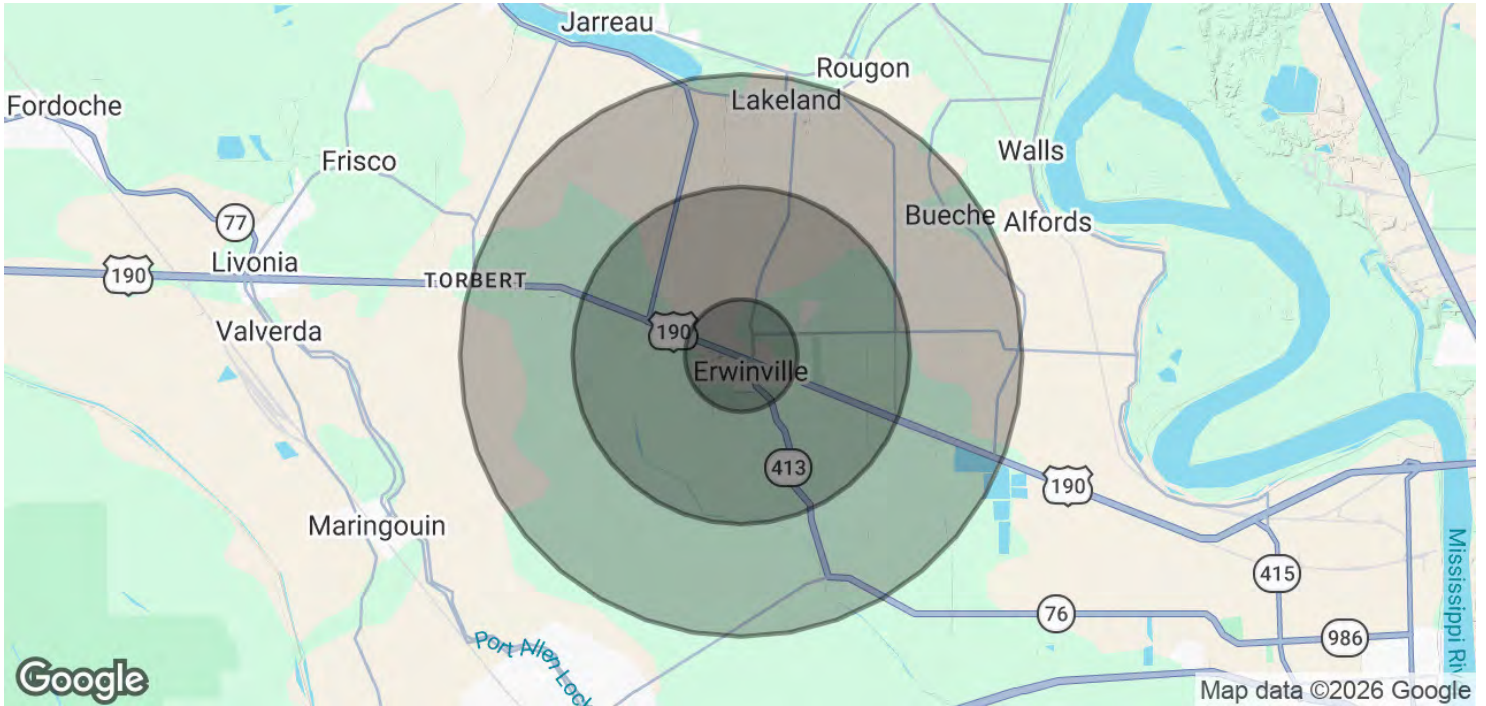 Jarreau
Rougon
Lakeland
Fordoche
Walls
Frisco
Bueche
Alfords
77
Livonia
190
TORBERT
Valverda
190
Erwinville
413
190
Maringouin
415
76
986
Port Allen Lock
Mississippi Riv
Google
Map data ©2026 Google